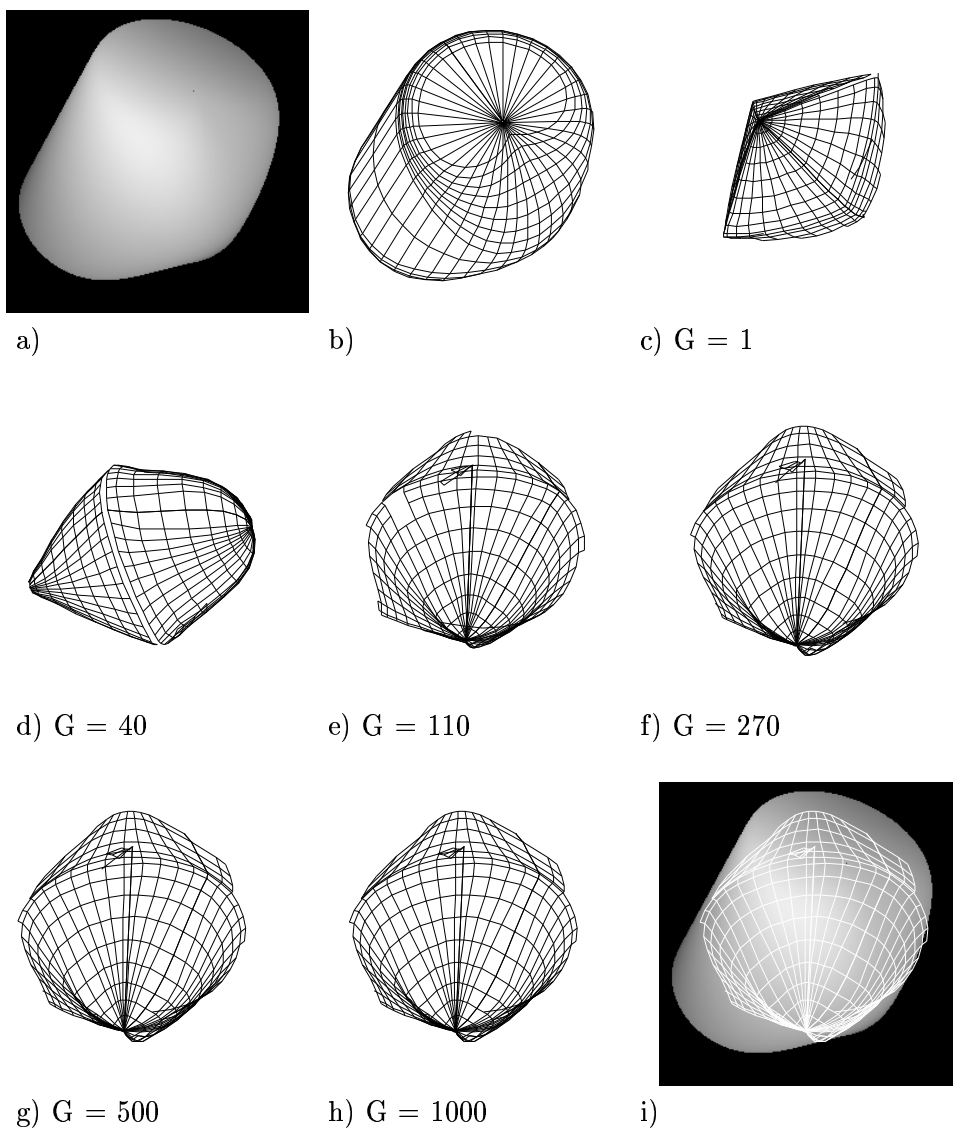 a)
b)
c) G = 1
d) G = 40
e) G = 110
f) G = 270
g) G = 500
h) G = 1000
i)